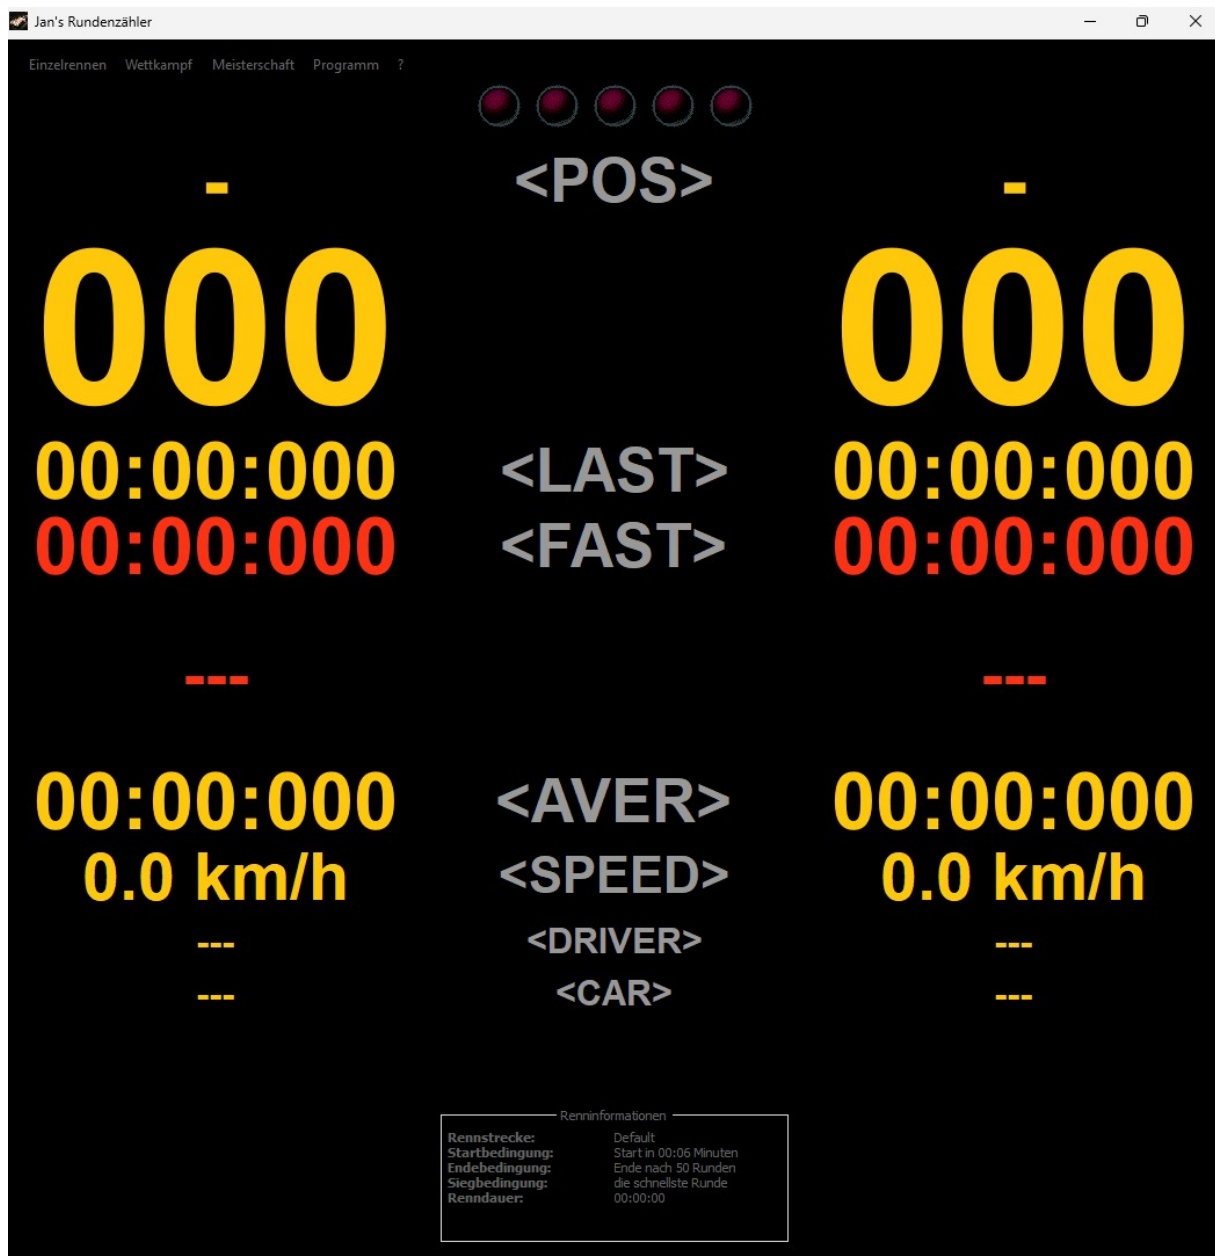 Jan's Rundenzähler
Einzelrennen Wettkampf Meisterschaft Programm ?
- <POS> -
000 000
00:00:000 <LAST> 00:00:000
00:00:000 <FAST> 00:00:000
--- ---
00:00:000 <AVER> 00:00:000
0.0 km/h <SPEED> 0.0 km/h
--- <DRIVER> ---
--- <CAR> ---
Renninformationen
Rennstrecke: Default
Startbedingung: Start in 00:06 Minuten
Endebedingung: Ende nach 50 Runden
Siegbedingung: die schnellste Runde
Renndauer: 00:00:00